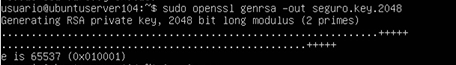 usuario@ubuntuserver104:~$ sudo openssl genrsa -out seguro.key.2048
Generating RSA private key, 2048 bit long modulus (2 primes)
.................................................................+++++
.....................................................+++++
e is 65537 (0x010001)